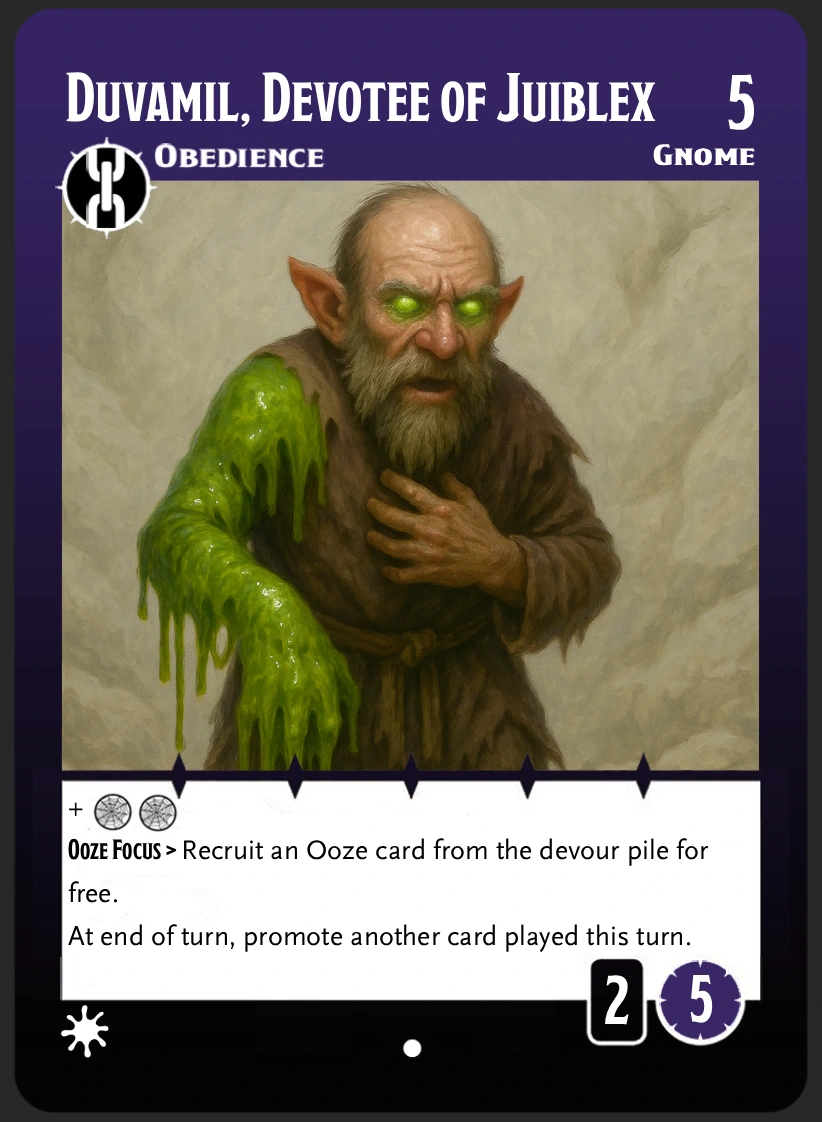 DUVAMIL, DEVOTEE OF JUIBLEX 5
OBEDIENCE GNOME
+
OOZE FOCUS > Recruit an Ooze card from the devour pile for
free.
At end of turn, promote another card played this turn.
2 5